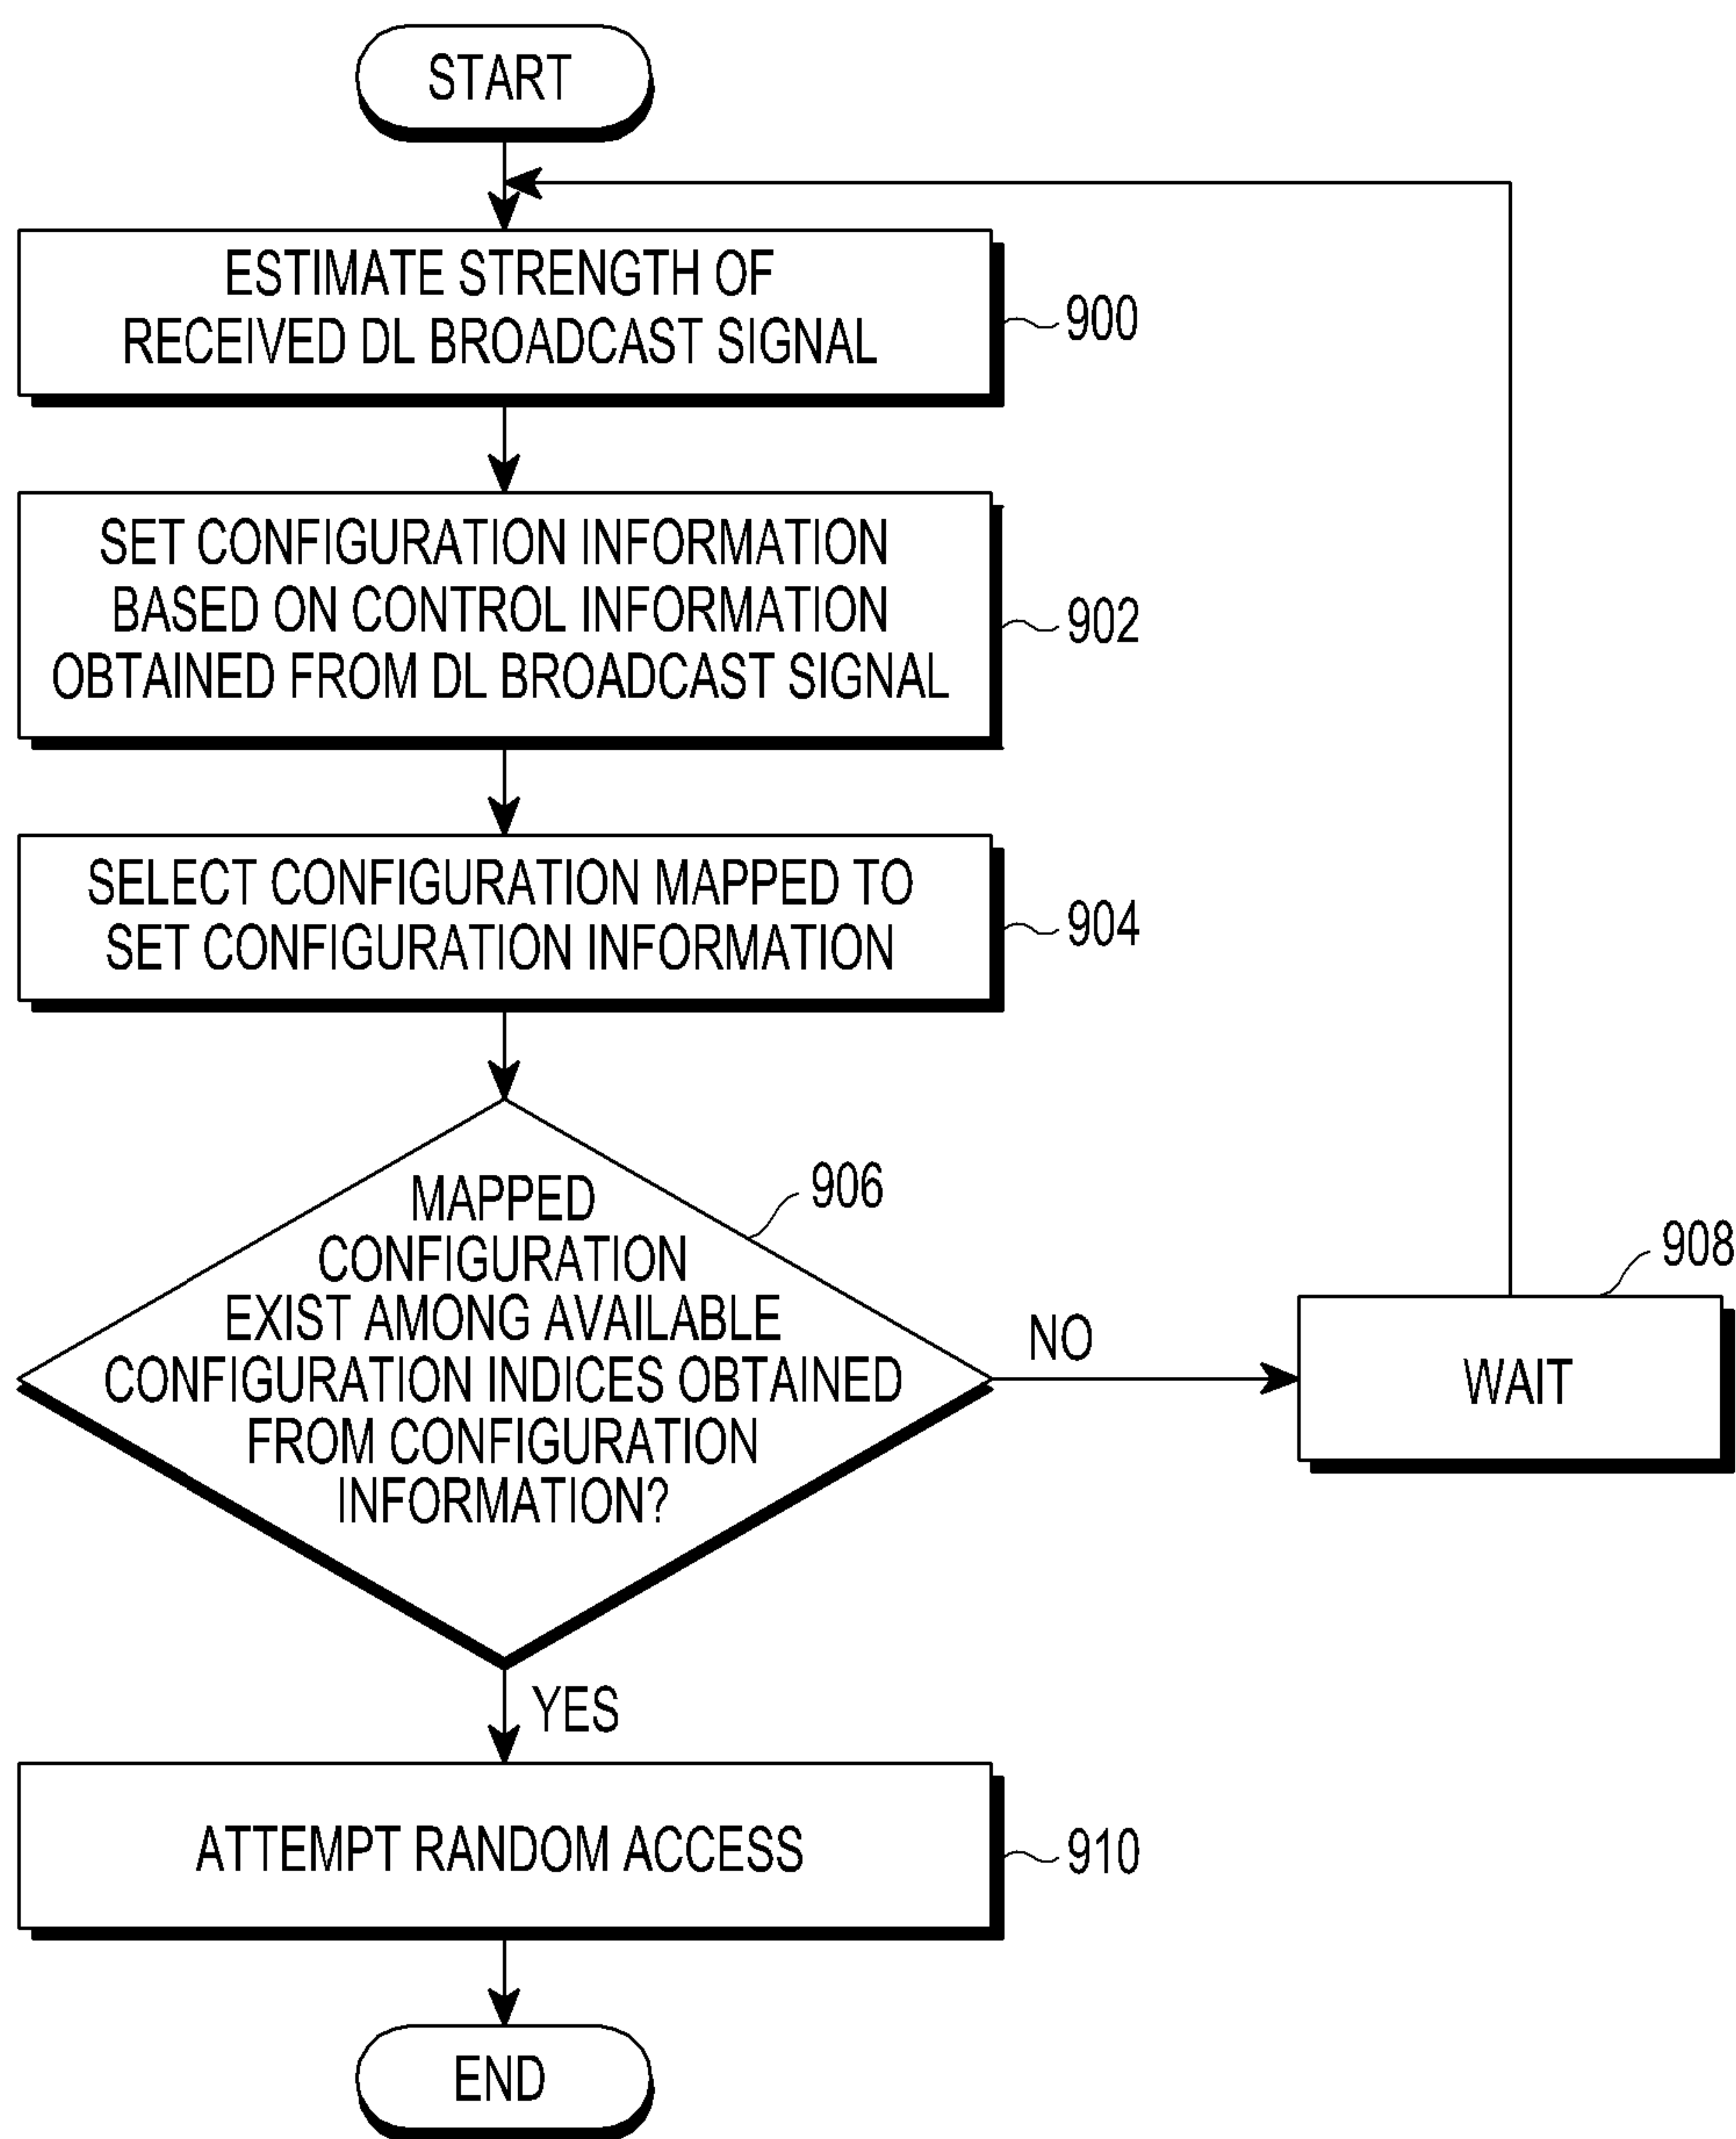 START
ESTIMATE STRENGTH OF
RECEIVED DL BROADCAST SIGNAL
900
SET CONFIGURATION INFORMATION
BASED ON CONTROL INFORMATION
OBTAINED FROM DL BROADCAST SIGNAL
902
SELECT CONFIGURATION MAPPED TO
SET CONFIGURATION INFORMATION
904
MAPPED
CONFIGURATION
EXIST AMONG AVAILABLE
CONFIGURATION INDICES OBTAINED
FROM CONFIGURATION
INFORMATION?
906
NO
WAIT
908
YES
ATTEMPT RANDOM ACCESS
910
END